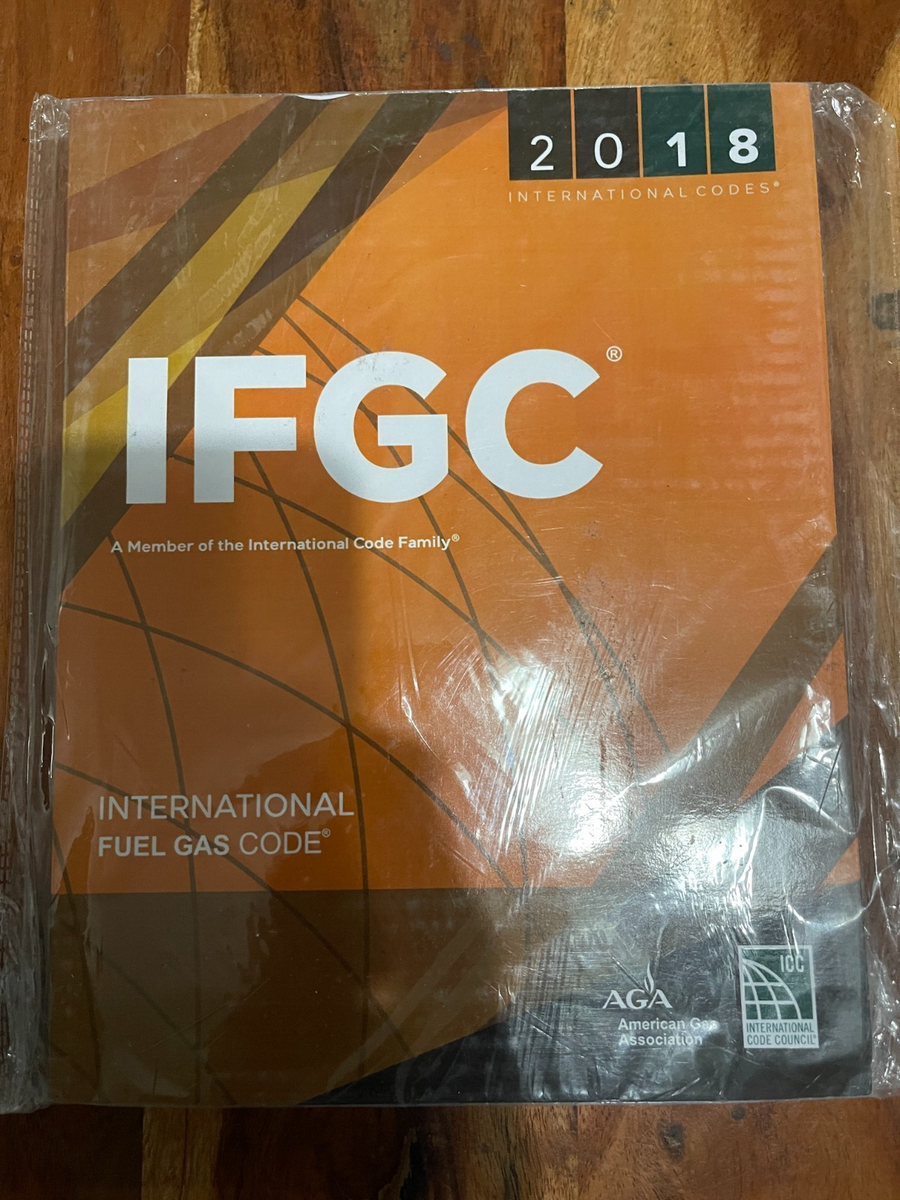 2018
INTERNATIONAL CODES®
IFGC®
A Member of the International Code Family®
INTERNATIONAL
FUEL GAS CODE®
AGA
American Gas
Association
ICC
INTERNATIONAL
CODE COUNCIL®